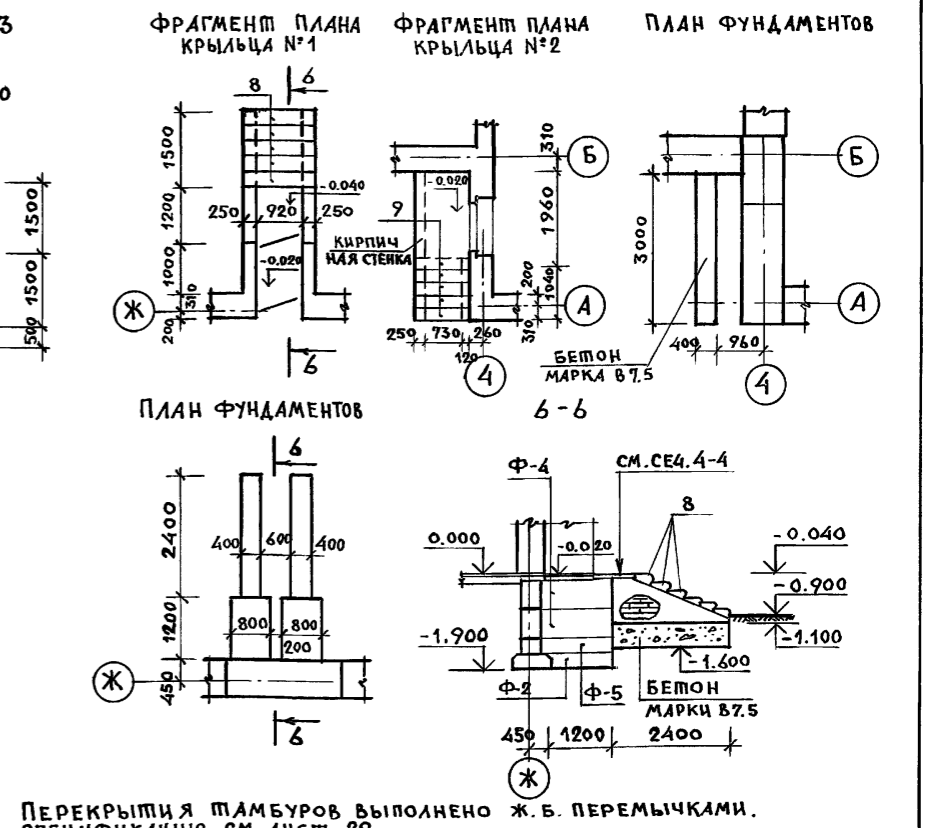 3
0
1500
1500
500
ФРАГМЕНТ ПЛАНА
КРЫЛЬЦА №1
8
6
1500
1200
1000
310
200
-0.040
250 920 250
-0.020
Ж
6
ФРАГМЕНТ ПЛАНА
КРЫЛЬЦА №2
-0.020
9
КИРПИЧ
НАЯ СТЕНКА
310
1960
200
1040
310
Б
А
250 730 260
120
4
ПЛАН ФУНДАМЕНТОВ
3000
Б
А
400 960
БЕТОН
МАРКА В 7.5
4
ПЛАН ФУНДАМЕНТОВ
6
2400
1200
450
400 600 400
800 800
200
Ж
6
6-6
Ф-4
СМ. СЕЧ. 4-4
8
0.000
-0.020
-0.040
-0.900
-1.100
-1.900
-1.600
Ф-2
Ф-5
БЕТОН
МАРКИ В7.5
450 1200 2400
Ж
ПЕРЕКРЫТИЯ ТАМБУРОВ ВЫПОЛНЕНО Ж.Б. ПЕРЕМЫЧКАМИ.